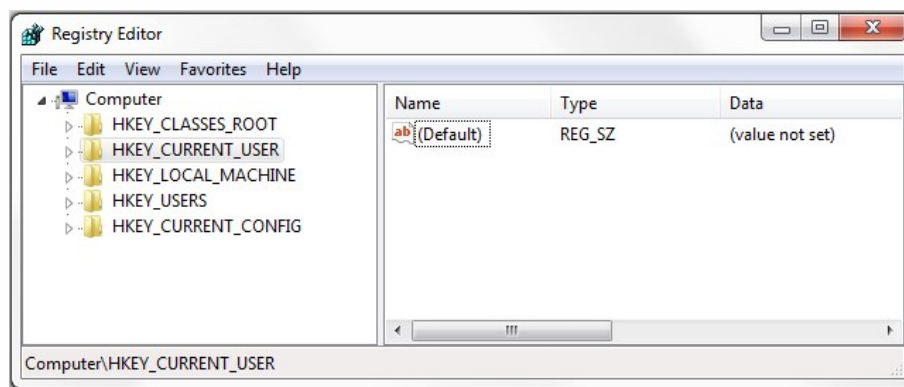 Registry Editor
File Edit View Favorites Help
Computer
HKEY_CLASSES_ROOT
HKEY_CURRENT_USER
HKEY_LOCAL_MACHINE
HKEY_USERS
HKEY_CURRENT_CONFIG
Name Type Data
ab (Default) REG_SZ (value not set)
Computer\HKEY_CURRENT_USER